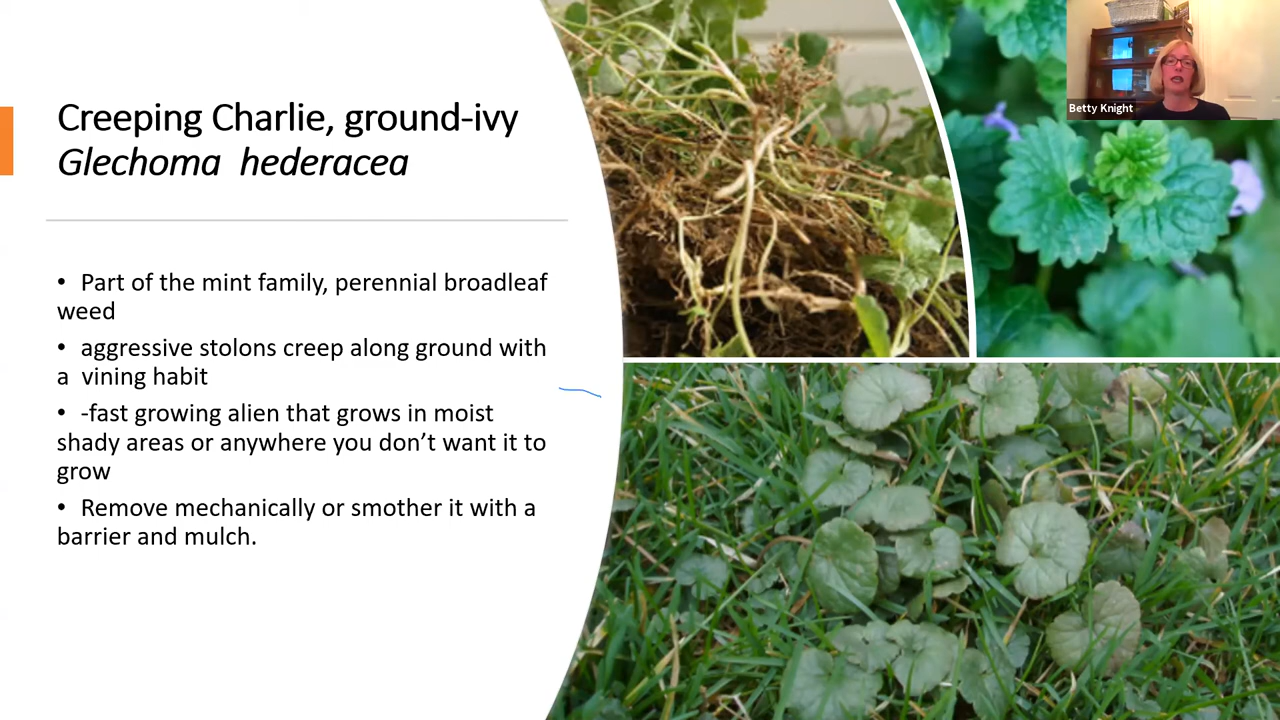 Creeping Charlie, ground-ivy
Glechoma hederacea
• Part of the mint family, perennial broadleaf
weed
• aggressive stolons creep along ground with
a vining habit
• -fast growing alien that grows in moist
shady areas or anywhere you don’t want it to
grow
• Remove mechanically or smother it with a
barrier and mulch.
Betty Knight